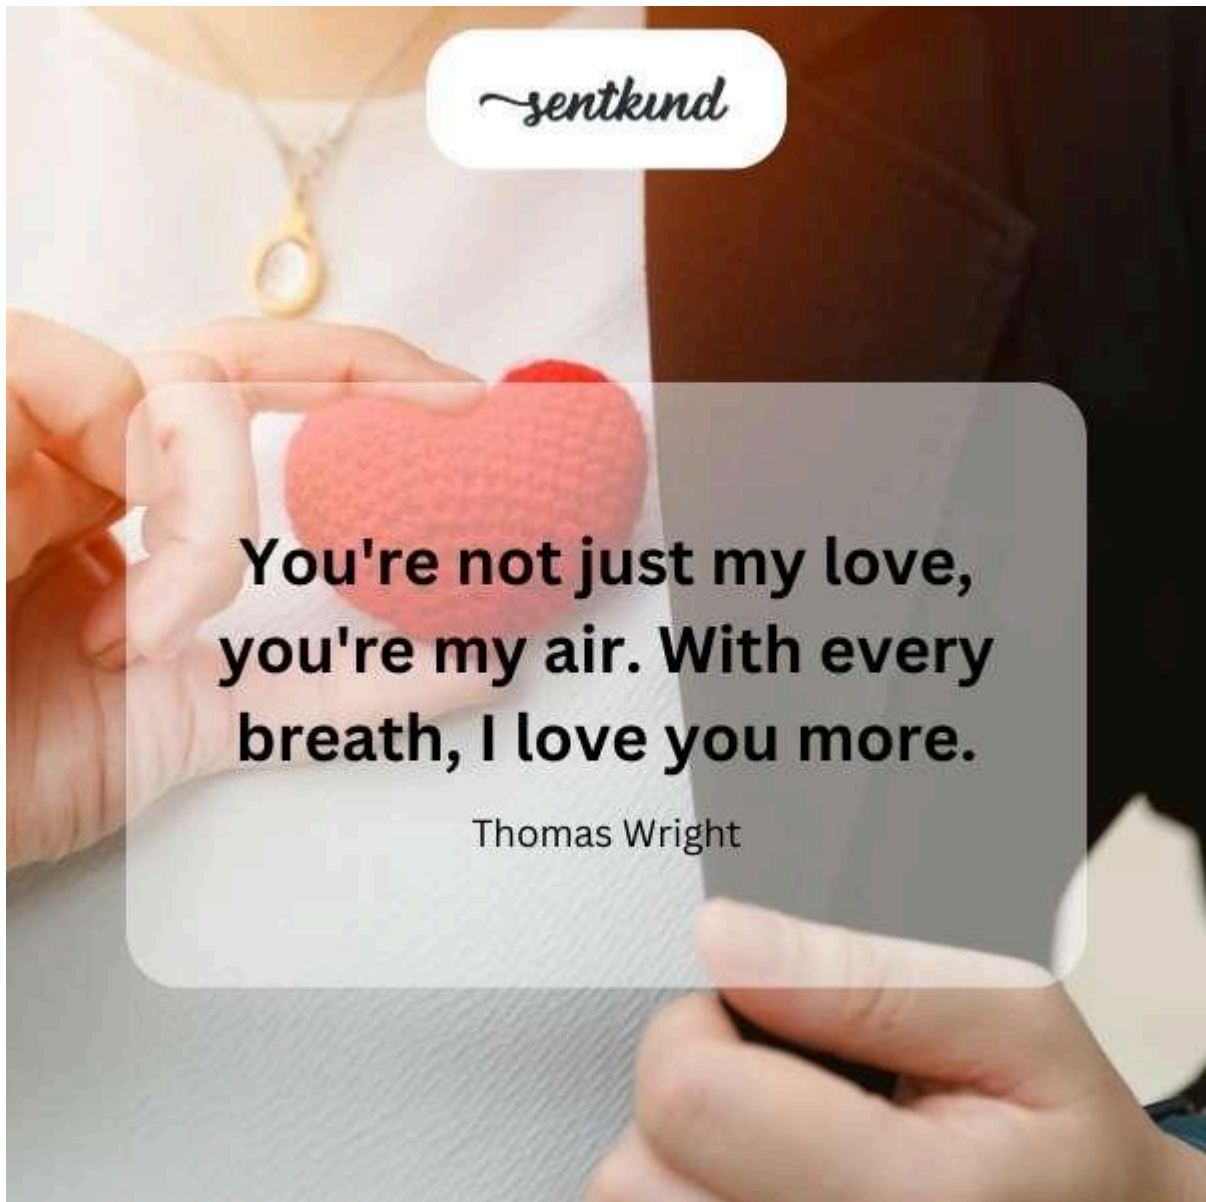 sentkind
You're not just my love,
you're my air. With every
breath, I love you more.
Thomas Wright